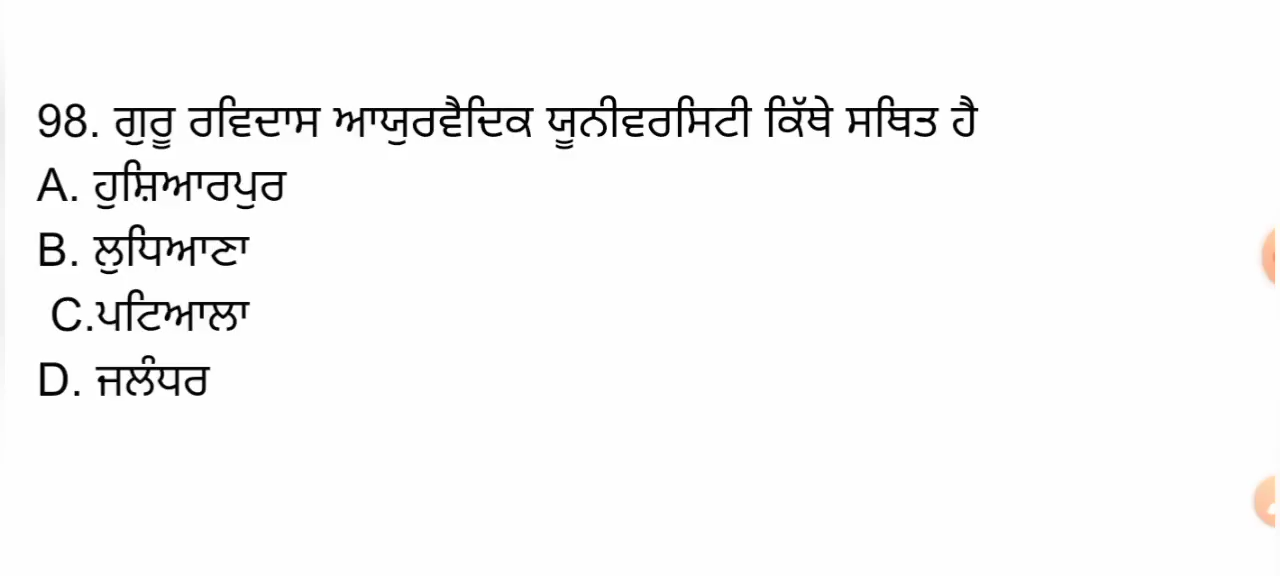 98. ਗੁਰੂ ਰਵਿਦਾਸ ਆਯੁਰਵੈਦਿਕ ਯੂਨੀਵਰਸਿਟੀ ਕਿੱਥੇ ਸਥਿਤ ਹੈ
A. ਹੁਸ਼ਿਆਰਪੁਰ
B. ਲੁਧਿਆਣਾ
C.ਪਟਿਆਲਾ
D. ਜਲੰਧਰ